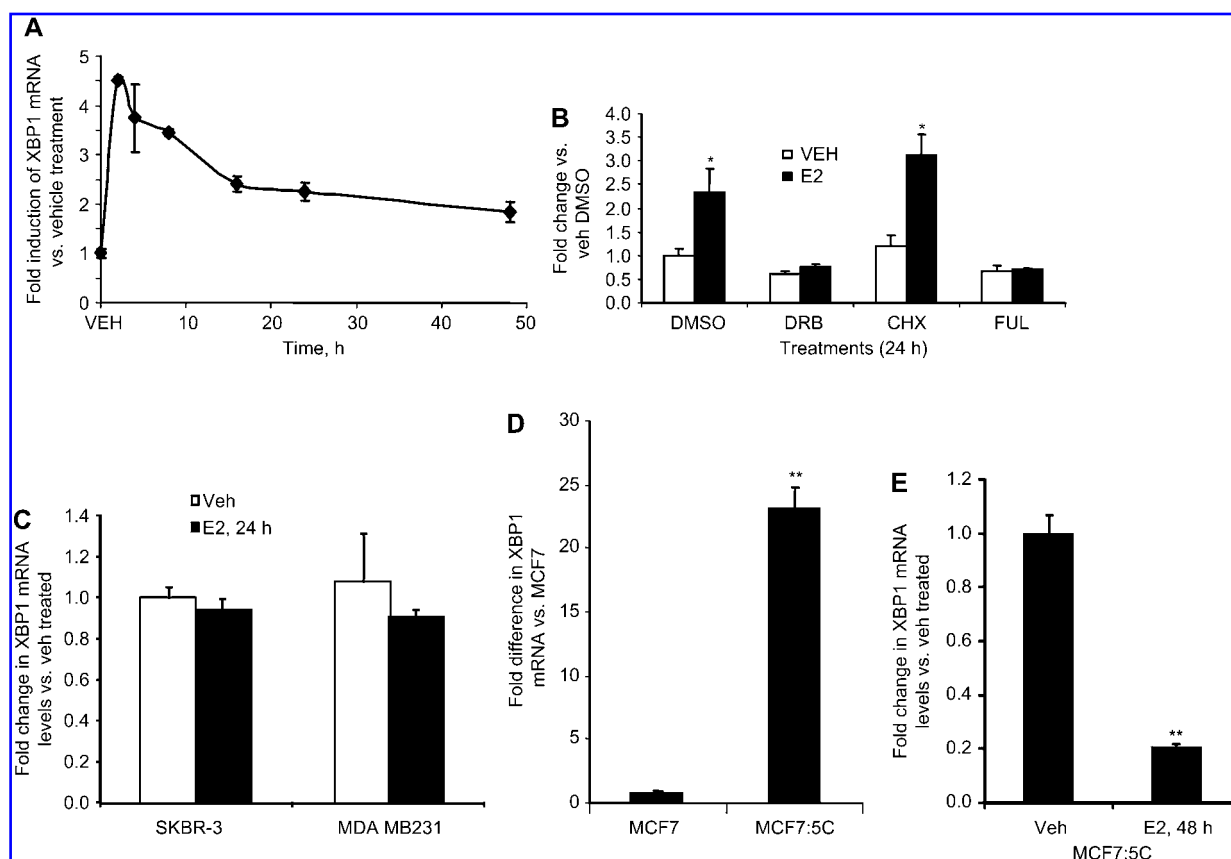 A
Fold induction of XBP1 mRNA
vs. vehicle treatment
5
4
3
2
1
0
VEH
10
20
30
40
50
Time, h
B
Fold change vs.
veh DMSO
4.0
3.5
3.0
2.5
2.0
1.5
1.0
0.5
0.0
VEH
E2
*
*
DMSO
DRB
CHX
FUL
Treatments (24 h)
C
Fold change in XBP1 mRNA
levels vs. veh treated
1.4
1.2
1.0
0.8
0.6
0.4
0.2
0.0
Veh
E2, 24 h
SKBR-3
MDA MB231
D
Fold difference in XBP1
mRNA vs. MCF7
30
25
20
15
10
5
0
**
MCF7
MCF7:5C
E
Fold change in XBP1 mRNA
levels vs. veh treated
1.2
1.0
0.8
0.6
0.4
0.2
0.0
**
Veh
E2, 48 h
MCF7:5C